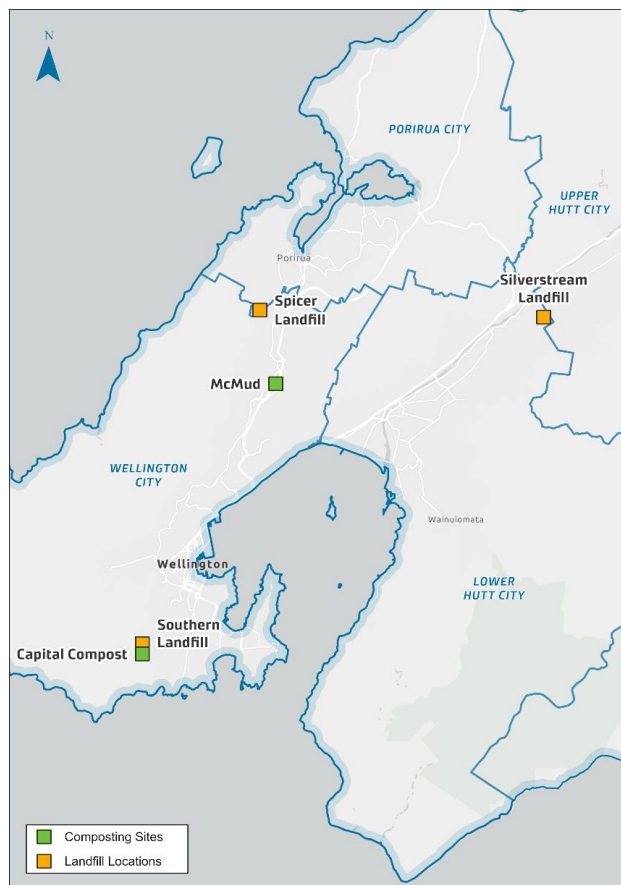 N
PORIRUA CITY
UPPER
HUTT CITY
Porirua
Silverstream
Landfill
Spicer
Landfill
McMud
WELLINGTON
CITY
Wainuiomata
Wellington
LOWER
HUTT CITY
Southern
Landfill
Capital Compost
Composting Sites
Landfill Locations